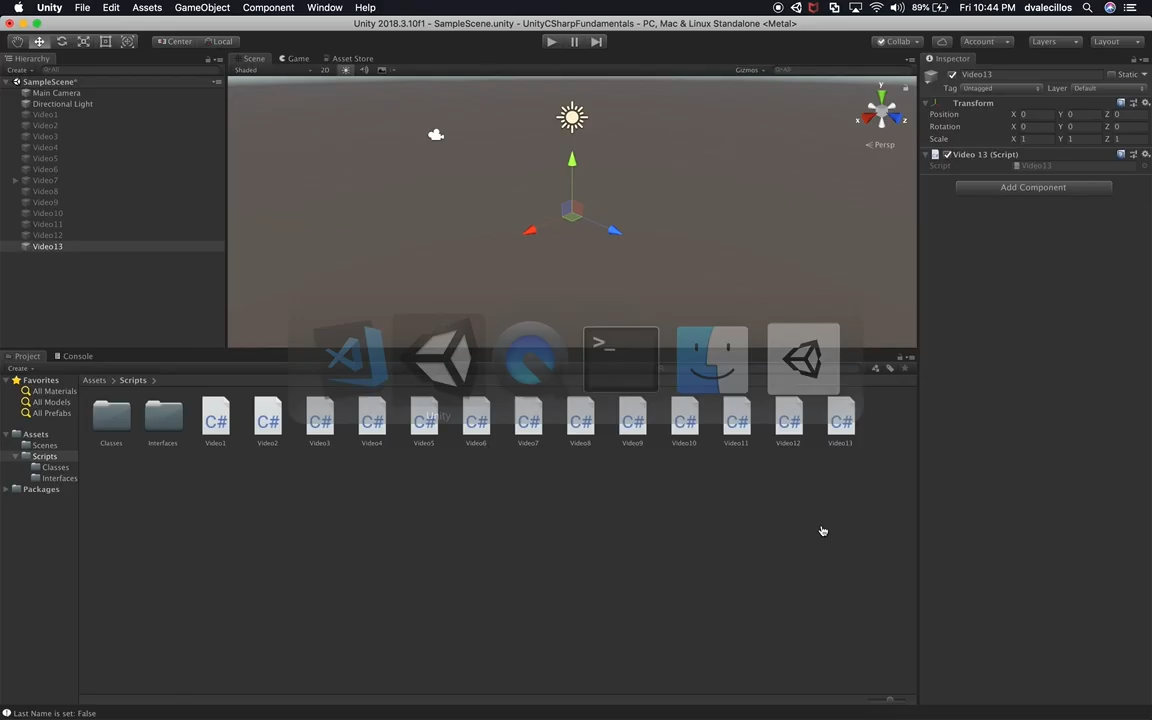 Unity File Edit Assets GameObject Component Window Help 89% Fri 10:44 PM dvalecillos
Unity 2018.3.10f1 - SampleScene.unity - UnityCSharpFundamentals - PC, Mac & Linux Standalone <Metal>
Center Local Collab Account Layers Layout
Hierarchy Scene Game Asset Store Inspector
Create All Shaded 2D Gizmos All
SampleScene*
Main Camera
Directional Light
Video1
Video2
Video3
Video4
Video5
Video6
Video7
Video8
Video9
Video10
Video11
Video12
Video13
y
x
z
Persp
Video13 Static
Tag Untagged Layer Default
Transform
Position X 0 Y 0 Z 0
Rotation X 0 Y 0 Z 0
Scale X 1 Y 1 Z 1
Video 13 (Script)
Script Video13
Add Component
Project Console
Create
Favorites
All Materials
All Models
All Prefabs
Assets
Scenes
Scripts
Classes
Interfaces
Packages
Assets Scripts
>_
Unity
C# C# C# C# C# C# C# C# C# C# C# C# C#
Classes Interfaces Video1 Video2 Video3 Video4 Video5 Video6 Video7 Video8 Video9 Video10 Video11 Video12 Video13
Last Name is set: False